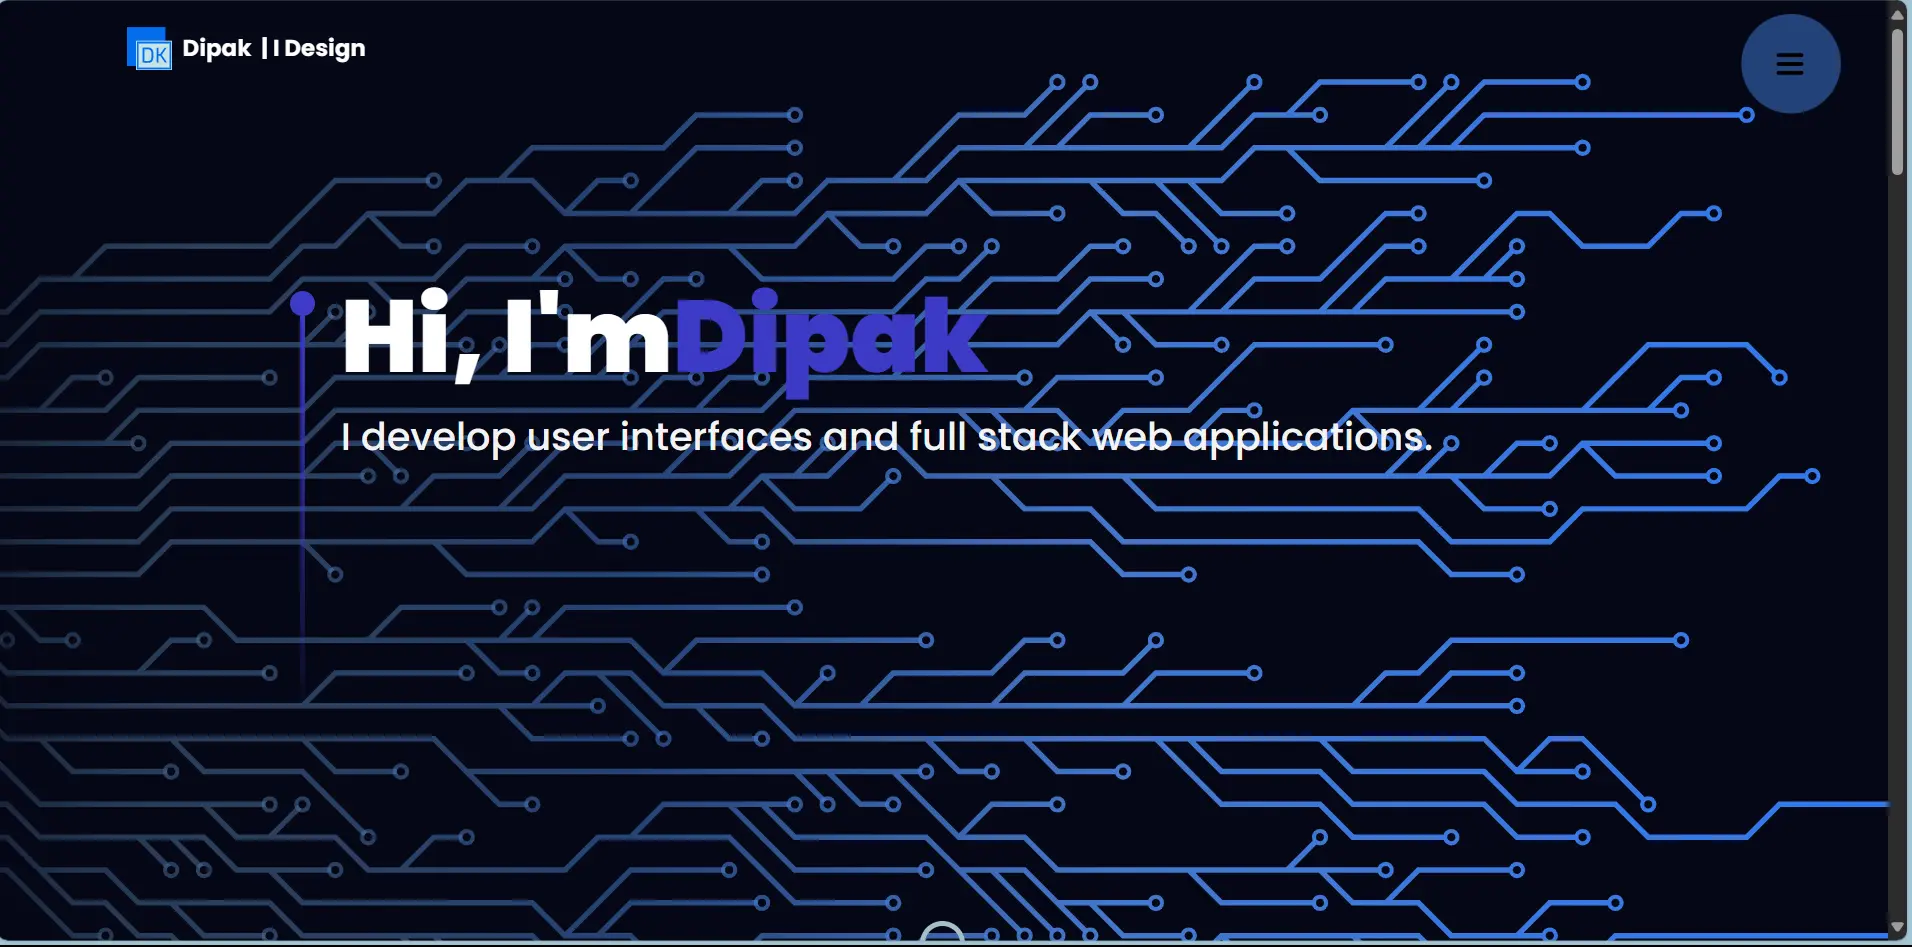 DK
Dipak | I Design
Hi, I'mDipak
I develop user interfaces and full stack web applications.